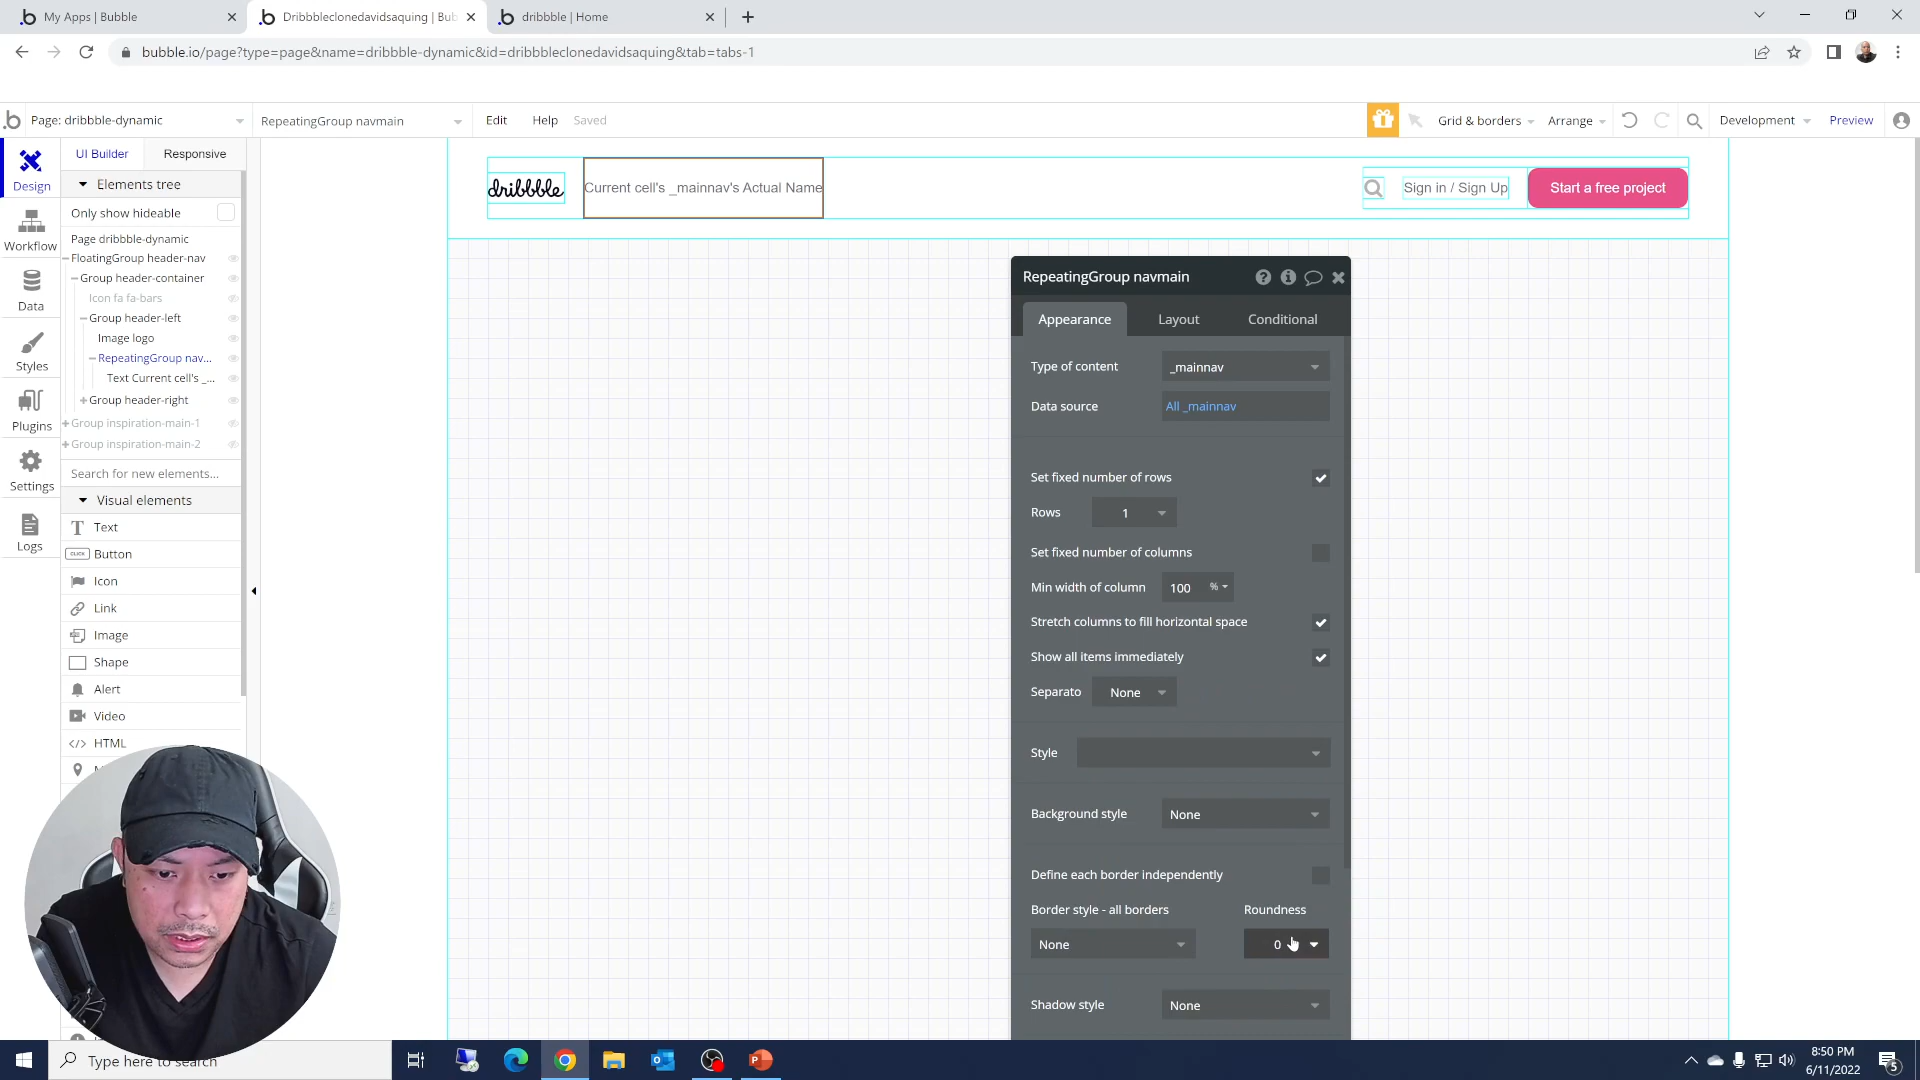 My Apps | Bubble
Dribbbleclonedavidsaquing | Bub
dribbble | Home
bubble.io/page?type=page&name=dribbble-dynamic&id=dribbbleclonedavidsaquing&tab=tabs-1
Page: dribbble-dynamic
RepeatingGroup navmain
Edit
Help
Saved
Grid & borders
Arrange
Development
Preview
Design
Workflow
Data
Styles
Plugins
Settings
Logs
UI Builder
Responsive
Elements tree
Only show hideable
Page dribbble-dynamic
FloatingGroup header-nav
Group header-container
Icon fa fa-bars
Group header-left
Image logo
RepeatingGroup nav...
Text Current cell's _...
Group header-right
Group inspiration-main-1
Group inspiration-main-2
Search for new elements...
Visual elements
Text
CLICK Button
Icon
Link
Image
Shape
Alert
Video
</> HTML
dribbble
Current cell's _mainnav's Actual Name
Sign in / Sign Up
Start a free project
RepeatingGroup navmain
Appearance
Layout
Conditional
Type of content
_mainnav
Data source
All _mainnav
Set fixed number of rows
Rows
1
Set fixed number of columns
Min width of column
100
%
Stretch columns to fill horizontal space
Show all items immediately
Separato
None
Style
Background style
None
Define each border independently
Border style - all borders
Roundness
None
0
Shadow style
None
Type here to search
8:50 PM
6/11/2022
5